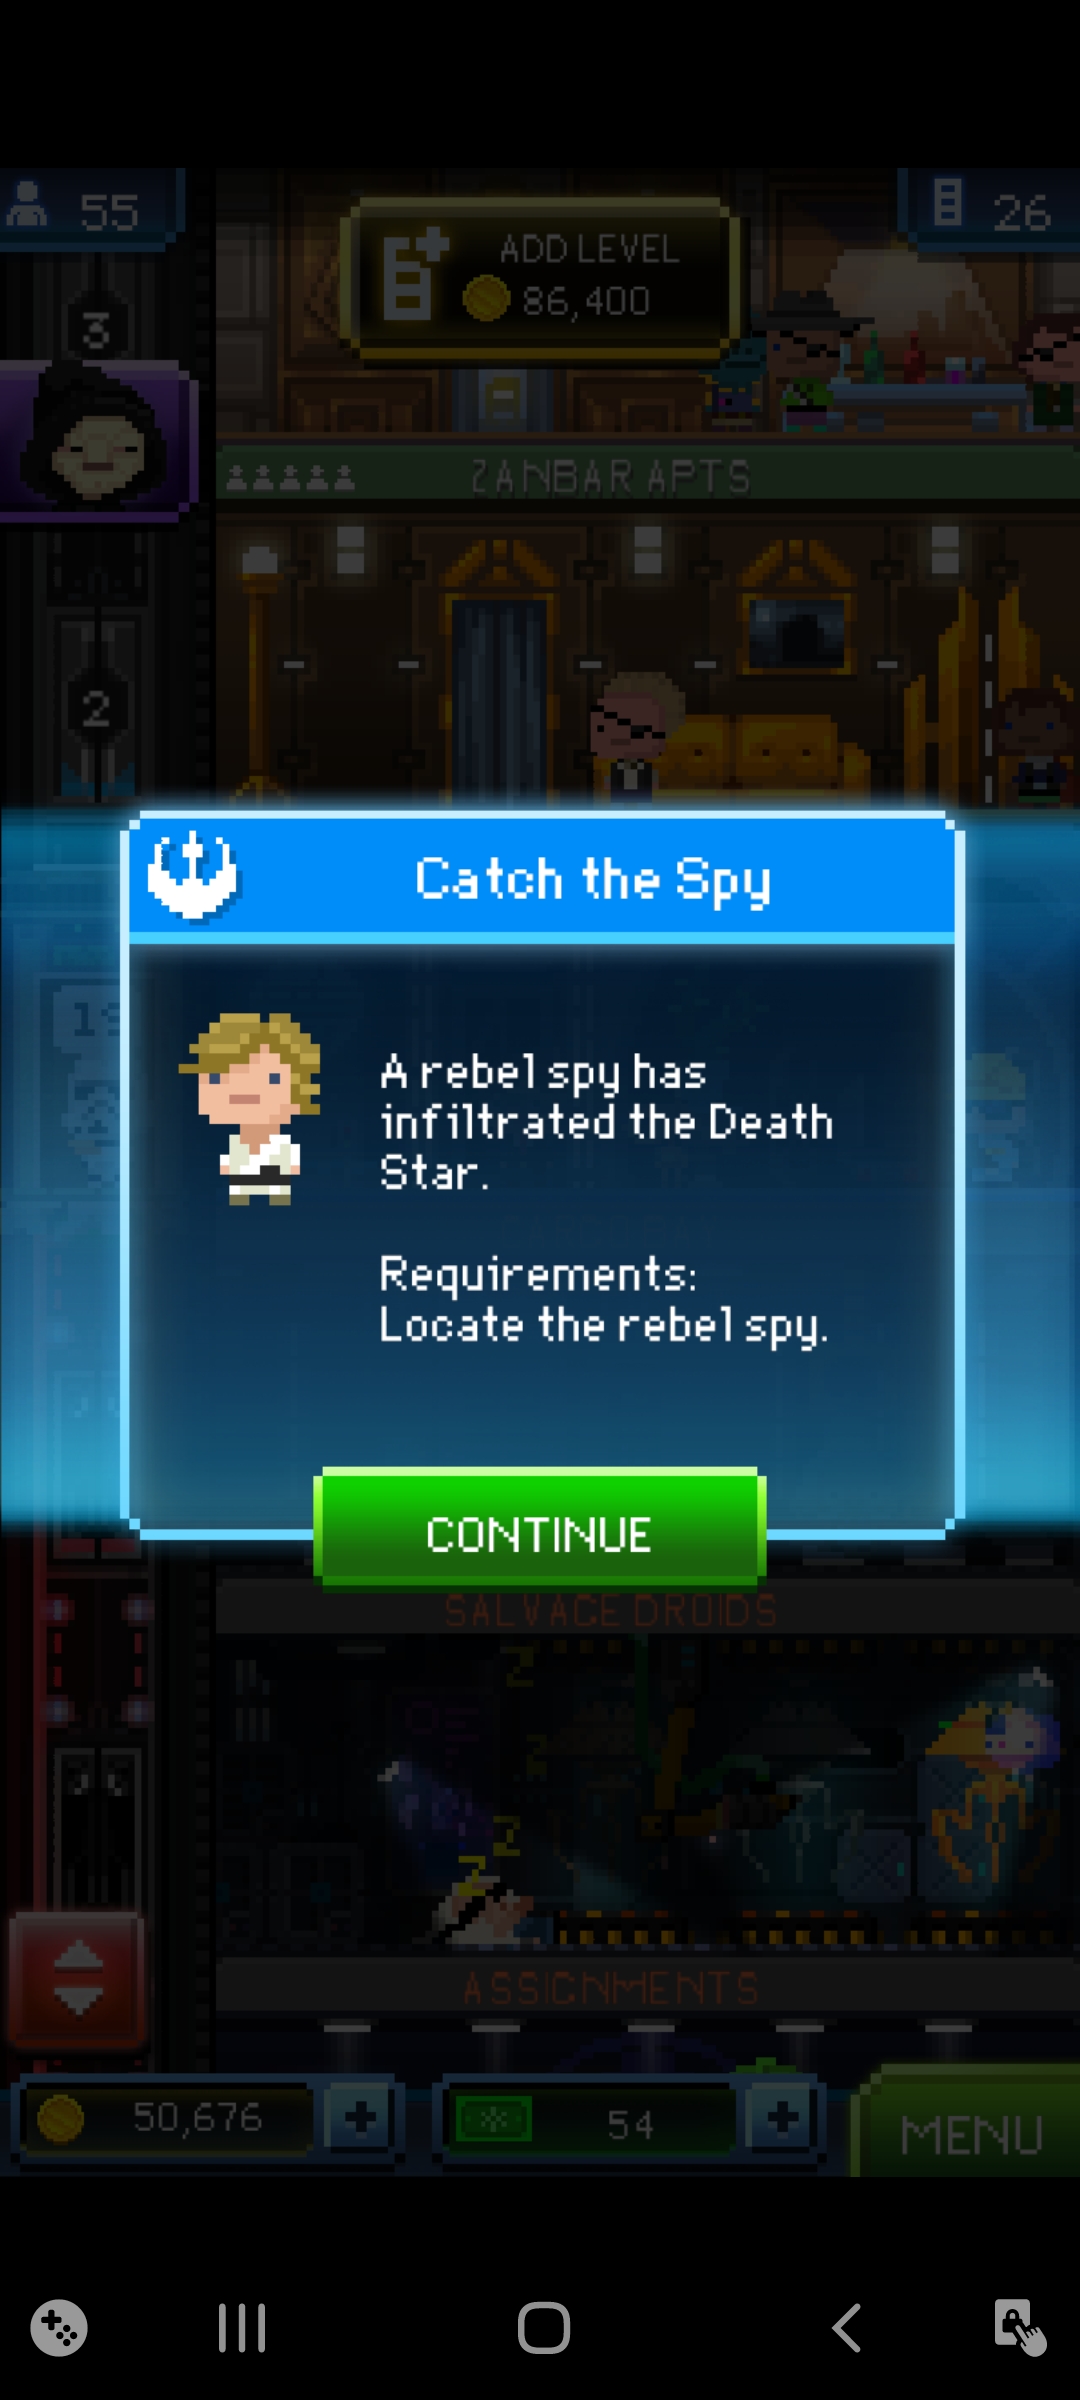 55
ADD LEVEL
86,400
26
3
ZANBAR APTS
2
Catch the Spy
A rebel spy has
infiltrated the Death
Star.
Requirements:
Locate the rebel spy.
CONTINUE
SALVAGE DROIDS
ASSIGNMENTS
50,676
54
MENU